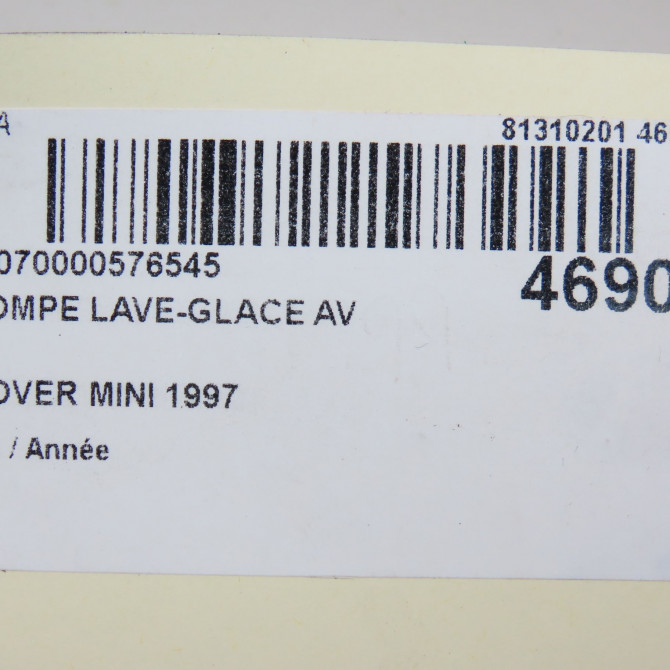 A
81310201 46
070000576545
4690
OMPE LAVE-GLACE AV
OVER MINI 1997
/ Année